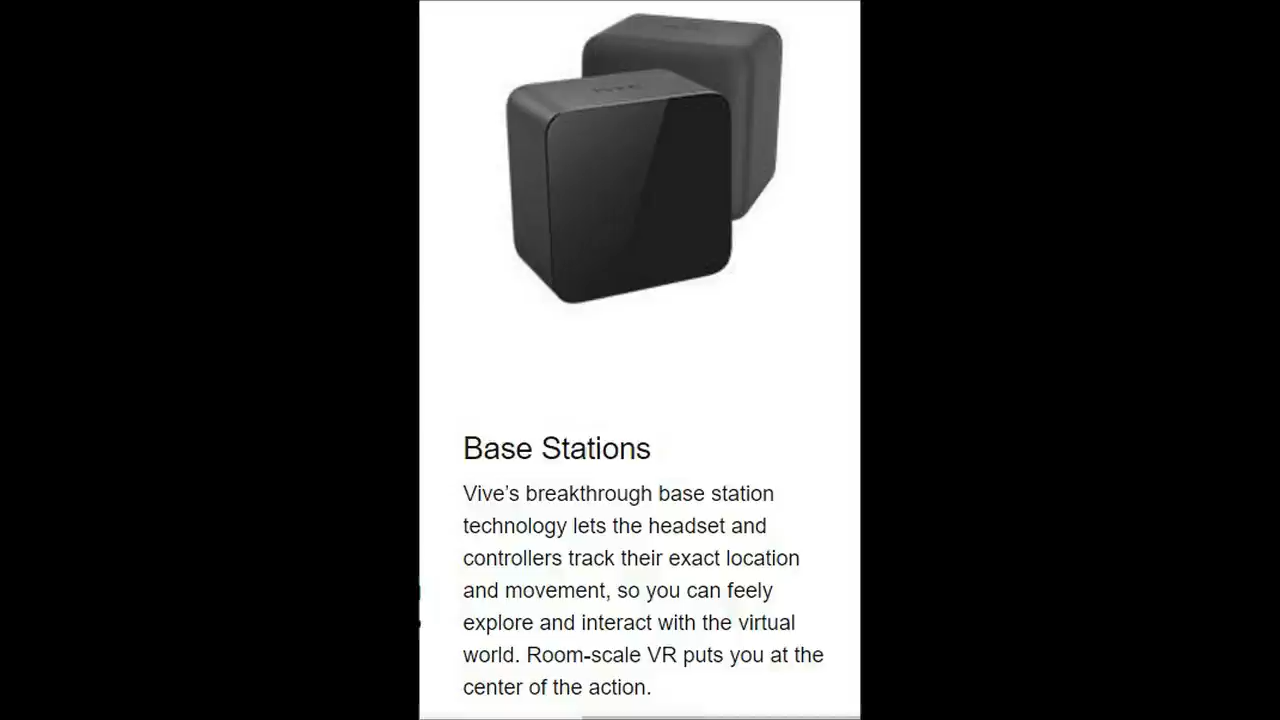 Base Stations
Vive’s breakthrough base station
technology lets the headset and
controllers track their exact location
and movement, so you can feely
explore and interact with the virtual
world. Room-scale VR puts you at the
center of the action.